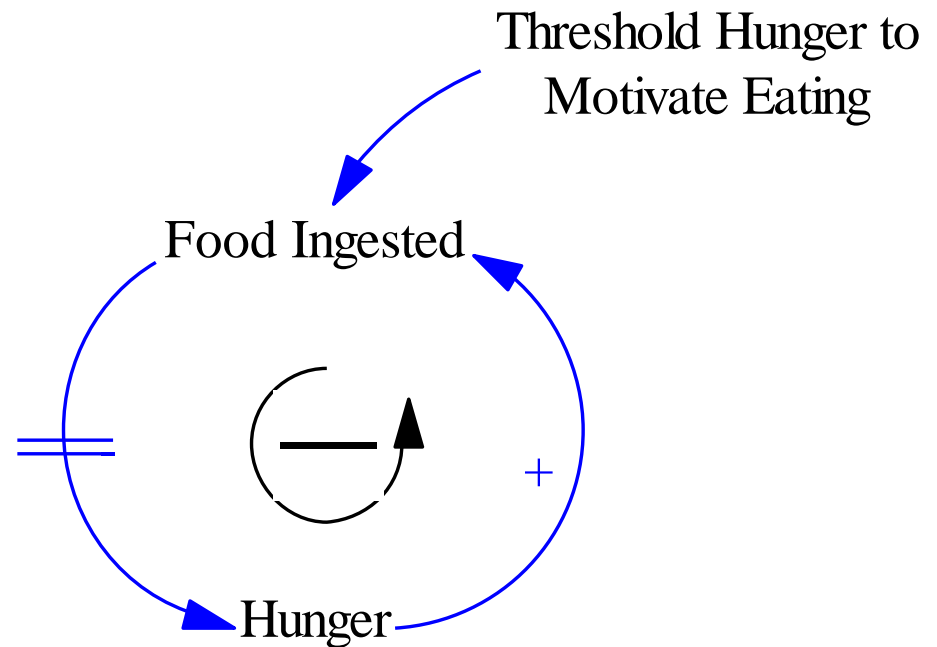 Threshold Hunger to
Motivate Eating
Food Ingested
+
Hunger